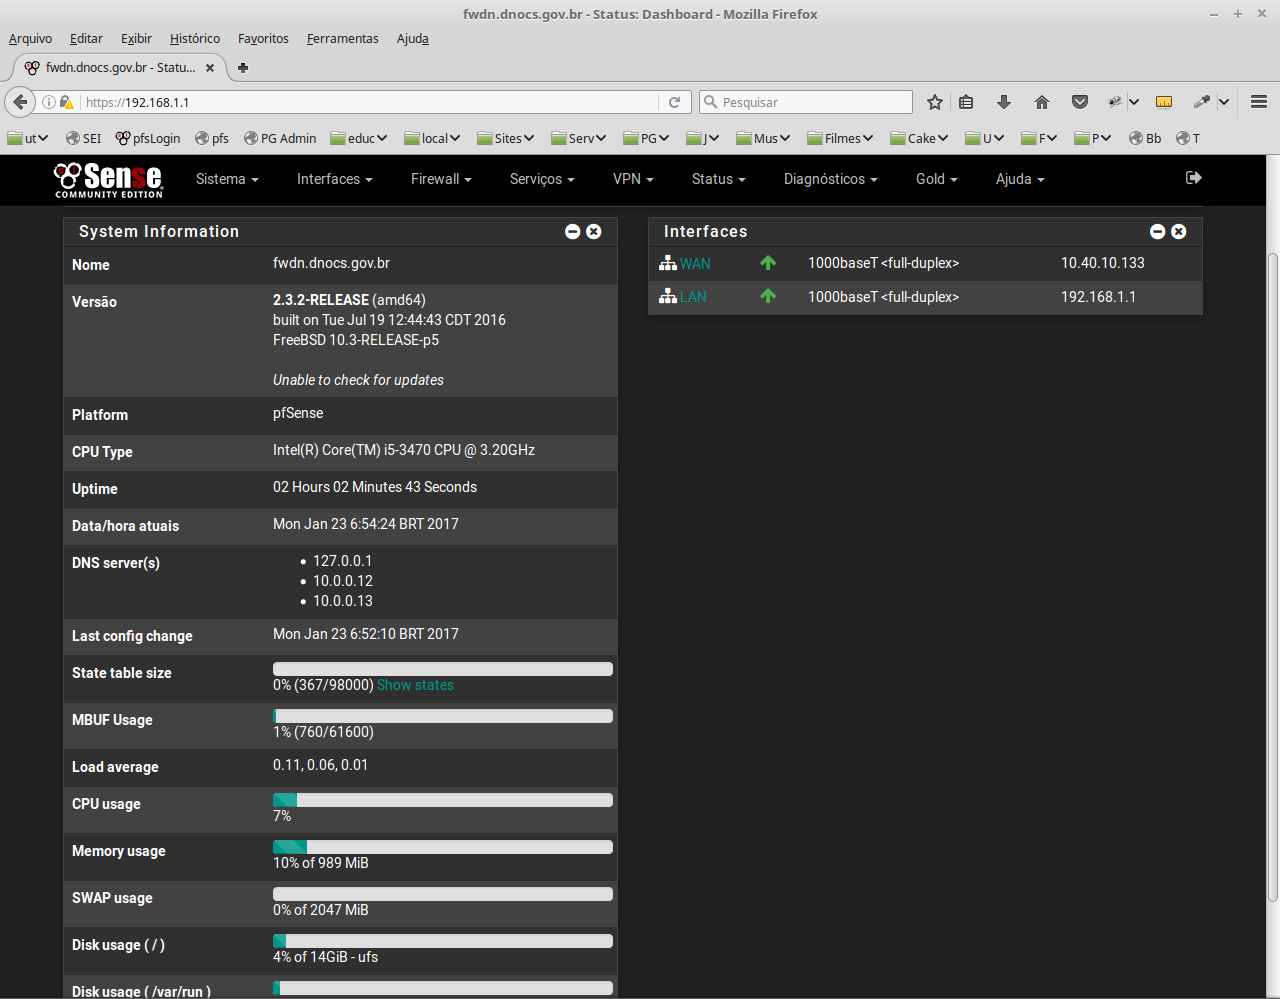 fwdn.dnocs.gov.br - Status: Dashboard - Mozilla Firefox
Arquivo Editar Exibir Histórico Favoritos Ferramentas Ajuda
fwdn.dnocs.gov.br - Statu...
https://192.168.1.1 Pesquisar
ut SEI pfsLogin pfs PG Admin educ local Sites Serv PG J Mus Filmes Cake U F P Bb T
Sense
COMMUNITY EDITION
Sistema Interfaces Firewall Serviços VPN Status Diagnósticos Gold Ajuda
System Information
Nome fwdn.dnocs.gov.br
Versão 2.3.2-RELEASE (amd64)
built on Tue Jul 19 12:44:43 CDT 2016
FreeBSD 10.3-RELEASE-p5
Unable to check for updates
Platform pfSense
CPU Type Intel(R) Core(TM) i5-3470 CPU @ 3.20GHz
Uptime 02 Hours 02 Minutes 43 Seconds
Data/hora atuais Mon Jan 23 6:54:24 BRT 2017
DNS server(s) 127.0.0.1
10.0.0.12
10.0.0.13
Last config change Mon Jan 23 6:52:10 BRT 2017
State table size
0% (367/98000) Show states
MBUF Usage
1% (760/61600)
Load average 0.11, 0.06, 0.01
CPU usage
7%
Memory usage
10% of 989 MiB
SWAP usage
0% of 2047 MiB
Disk usage ( / )
4% of 14GiB - ufs
Disk usage ( /var/run )
Interfaces
WAN 1000baseT <full-duplex> 10.40.10.133
LAN 1000baseT <full-duplex> 192.168.1.1